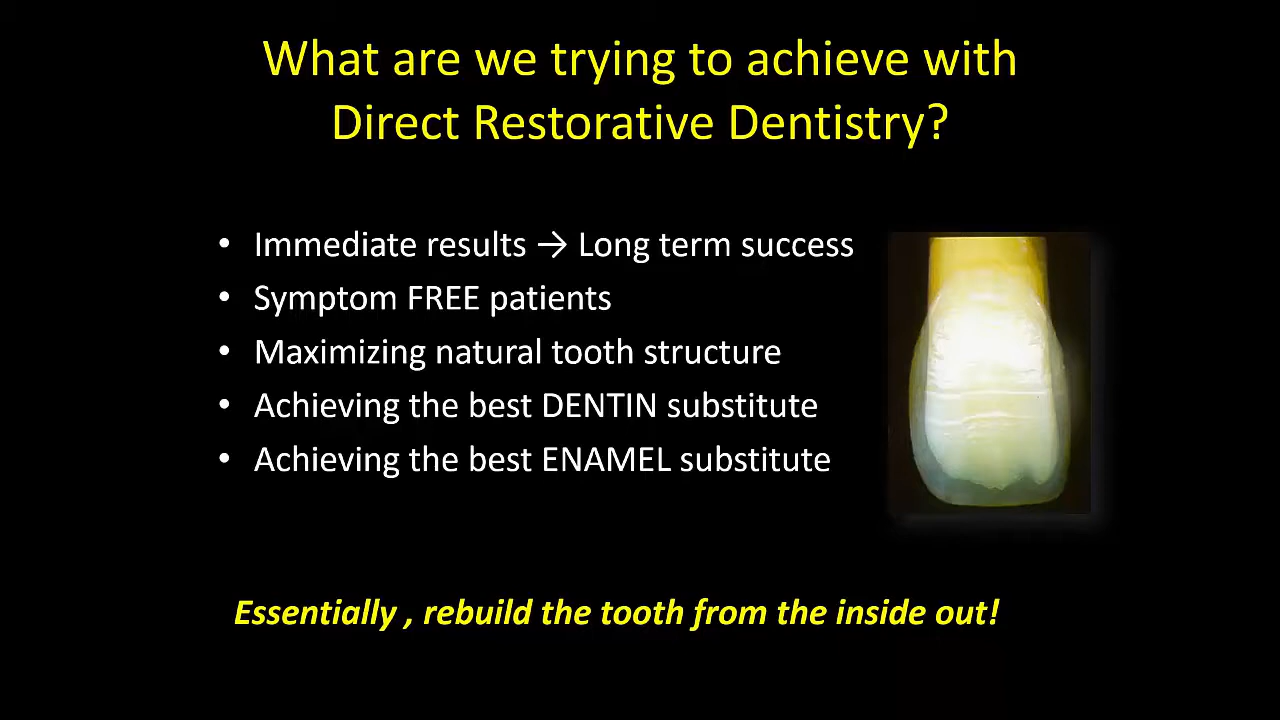 What are we trying to achieve with
Direct Restorative Dentistry?
• Immediate results → Long term success
• Symptom FREE patients
• Maximizing natural tooth structure
• Achieving the best DENTIN substitute
• Achieving the best ENAMEL substitute
Essentially , rebuild the tooth from the inside out!